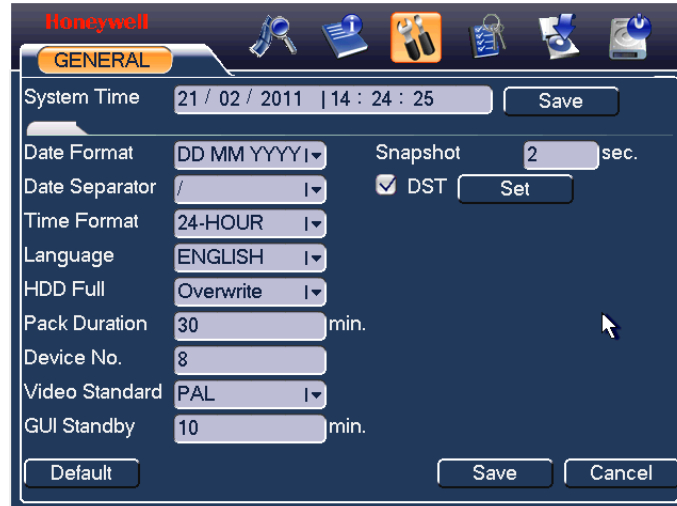 Honeywell
GENERAL
System Time 21 / 02 / 2011 | 14 : 24 : 25 Save
Date Format DD MM YYYY Snapshot 2 sec.
Date Separator / DST Set
Time Format 24-HOUR
Language ENGLISH
HDD Full Overwrite
Pack Duration 30 min.
Device No. 8
Video Standard PAL
GUI Standby 10 min.
Default Save Cancel